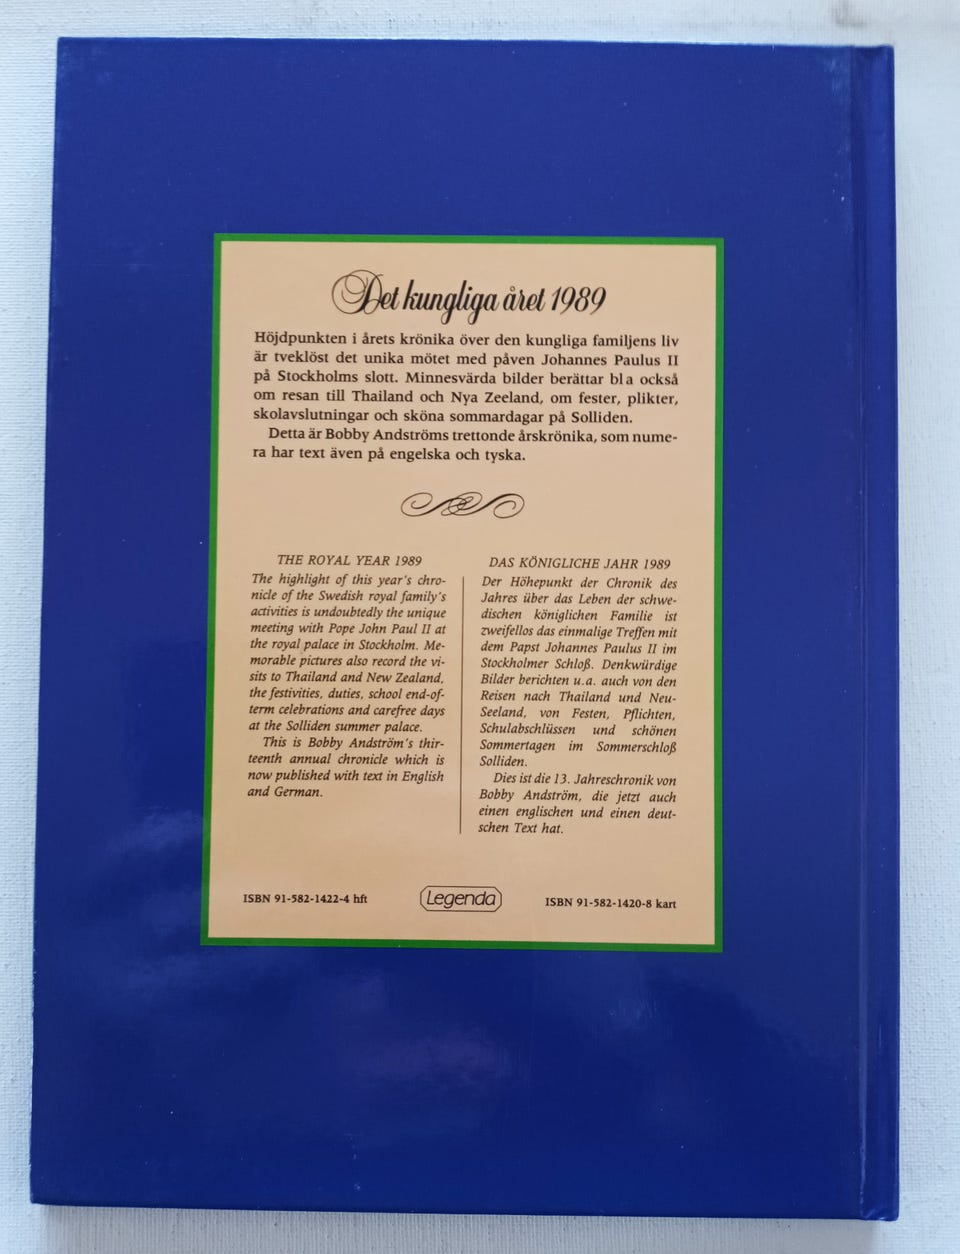 Det kungliga året 1989
Höjdpunkten i årets krönika över den kungliga familjens liv
är tveklöst det unika mötet med påven Johannes Paulus II
på Stockholms slott. Minnesvärda bilder berättar bl a också
om resan till Thailand och Nya Zeeland, om fester, plikter,
skolavslutningar och sköna sommardagar på Solliden.
Detta är Bobby Andströms trettonde årskrönika, som nume-
ra har text även på engelska och tyska.
THE ROYAL YEAR 1989
The highlight of this year's chro-
nicle of the Swedish royal family's
activities is undoubtedly the unique
meeting with Pope John Paul II at
the royal palace in Stockholm. Me-
morable pictures also record the vi-
sits to Thailand and New Zealand,
the festivities, duties, school end-of-
term celebrations and carefree days
at the Solliden summer palace.
This is Bobby Andström's thir-
teenth annual chronicle which is
now published with text in English
and German.
DAS KÖNIGLICHE JAHR 1989
Der Höhepunkt der Chronik des
Jahres über das Leben der schwe-
dischen königlichen Familie ist
zweifellos das einmalige Treffen mit
dem Papst Johannes Paulus II im
Stockholmer Schloß. Denkwürdige
Bilder berichten u.a. auch von den
Reisen nach Thailand und Neu-
Seeland, von Festen, Pflichten,
Schulabschlüssen und schönen
Sommertagen im Sommerschloß
Solliden.
Dies ist die 13. Jahreschronik von
Bobby Andström, die jetzt auch
einen englischen und einen deut-
schen Text hat.
ISBN 91-582-1422-4 hft
Legenda
ISBN 91-582-1420-8 kart